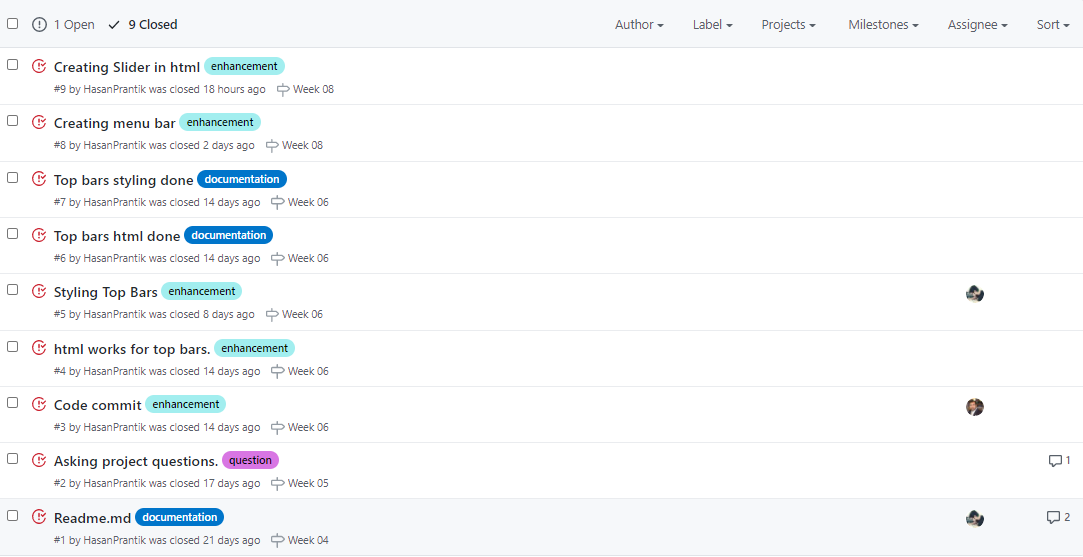 1 Open 9 Closed Author Label Projects Milestones Assignee Sort
Creating Slider in html enhancement
#9 by HasanPrantik was closed 18 hours ago Week 08
Creating menu bar enhancement
#8 by HasanPrantik was closed 2 days ago Week 08
Top bars styling done documentation
#7 by HasanPrantik was closed 14 days ago Week 06
Top bars html done documentation
#6 by HasanPrantik was closed 14 days ago Week 06
Styling Top Bars enhancement
#5 by HasanPrantik was closed 8 days ago Week 06
html works for top bars. enhancement
#4 by HasanPrantik was closed 14 days ago Week 06
Code commit enhancement
#3 by HasanPrantik was closed 14 days ago Week 06
Asking project questions. question 1
#2 by HasanPrantik was closed 17 days ago Week 05
Readme.md documentation 2
#1 by HasanPrantik was closed 21 days ago Week 04